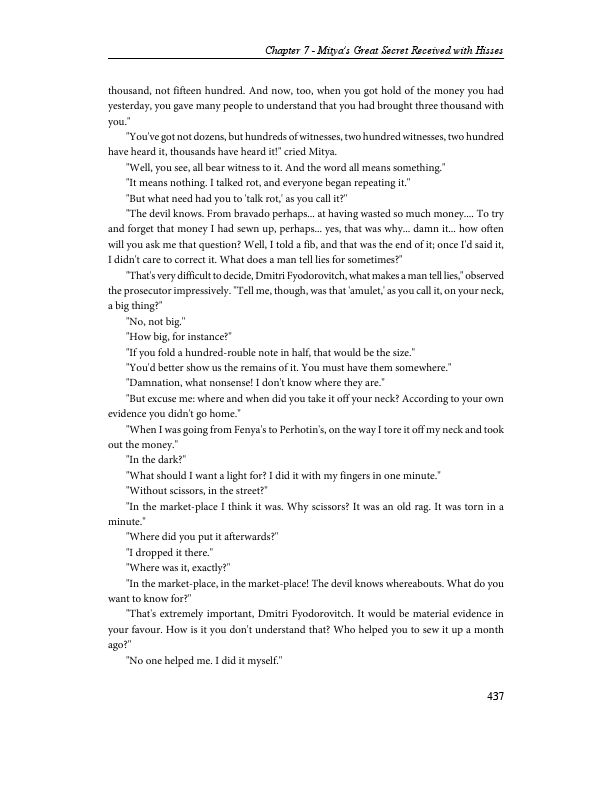 Chapter 7 - Mitya's Great Secret Received with Hisses
thousand, not fifteen hundred. And now, too, when you got hold of the money you had
yesterday, you gave many people to understand that you had brought three thousand with
you."
"You've got not dozens, but hundreds of witnesses, two hundred witnesses, two hundred
have heard it, thousands have heard it!" cried Mitya.
"Well, you see, all bear witness to it. And the word all means something."
"It means nothing. I talked rot, and everyone began repeating it."
"But what need had you to 'talk rot,' as you call it?"
"The devil knows. From bravado perhaps... at having wasted so much money.... To try
and forget that money I had sewn up, perhaps... yes, that was why... damn it... how often
will you ask me that question? Well, I told a fib, and that was the end of it; once I'd said it,
I didn't care to correct it. What does a man tell lies for sometimes?"
"That's very difficult to decide, Dmitri Fyodorovitch, what makes a man tell lies," observed
the prosecutor impressively. "Tell me, though, was that 'amulet,' as you call it, on your neck,
a big thing?"
"No, not big."
"How big, for instance?"
"If you fold a hundred-rouble note in half, that would be the size."
"You'd better show us the remains of it. You must have them somewhere."
"Damnation, what nonsense! I don't know where they are."
"But excuse me: where and when did you take it off your neck? According to your own
evidence you didn't go home."
"When I was going from Fenya's to Perhotin's, on the way I tore it off my neck and took
out the money."
"In the dark?"
"What should I want a light for? I did it with my fingers in one minute."
"Without scissors, in the street?"
"In the market-place I think it was. Why scissors? It was an old rag. It was torn in a
minute."
"Where did you put it afterwards?"
"I dropped it there."
"Where was it, exactly?"
"In the market-place, in the market-place! The devil knows whereabouts. What do you
want to know for?"
"That's extremely important, Dmitri Fyodorovitch. It would be material evidence in
your favour. How is it you don't understand that? Who helped you to sew it up a month
ago?"
"No one helped me. I did it myself."
437